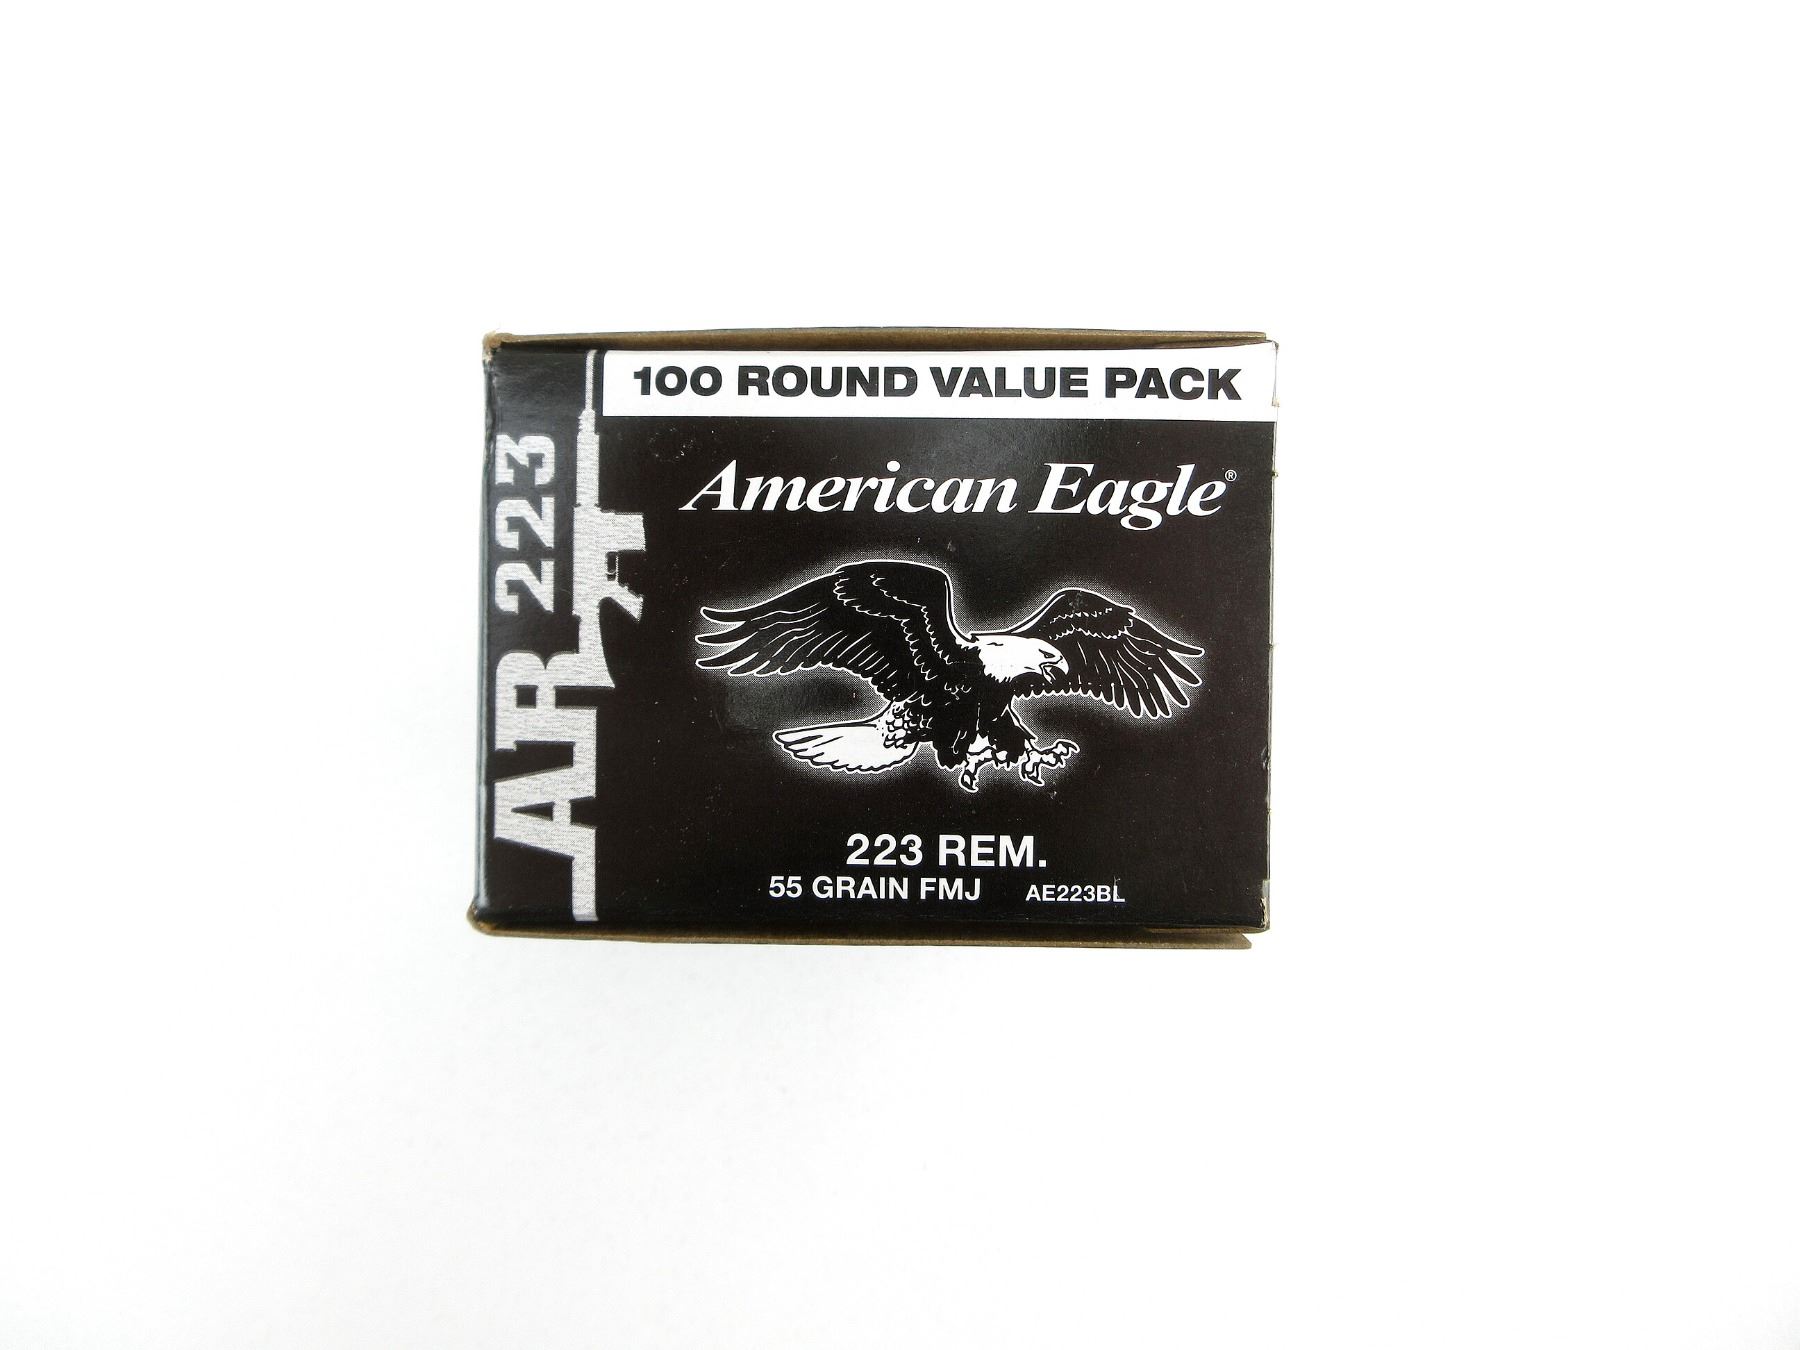 100 ROUND VALUE PACK
AR 223
American Eagle®
223 REM.
55 GRAIN FMJ AE223BL